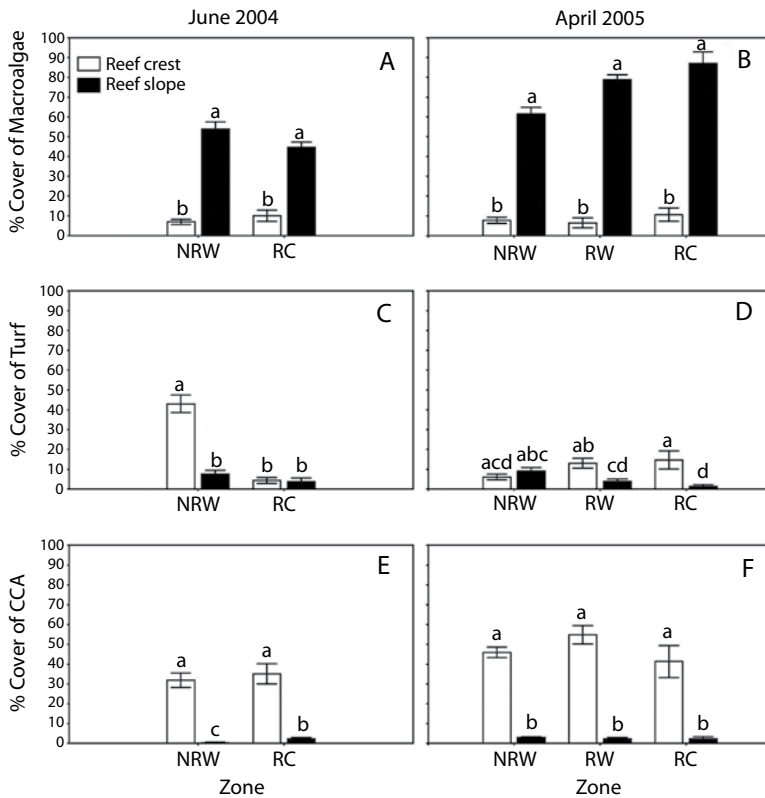 June 2004
April 2005
% Cover of Macroalgae
100
90
80
70
60
50
40
30
20
10
0
Reef crest
Reef slope
A
b
a
b
a
NRW
RC
B
b
a
b
a
b
a
NRW
RW
RC
% Cover of Turf
100
90
80
70
60
50
40
30
20
10
0
C
a
b
b
b
NRW
RC
D
acd
abc
ab
cd
a
d
NRW
RW
RC
% Cover of CCA
100
90
80
70
60
50
40
30
20
10
0
E
a
c
a
b
NRW
RC
Zone
F
a
b
a
b
a
b
NRW
RW
RC
Zone